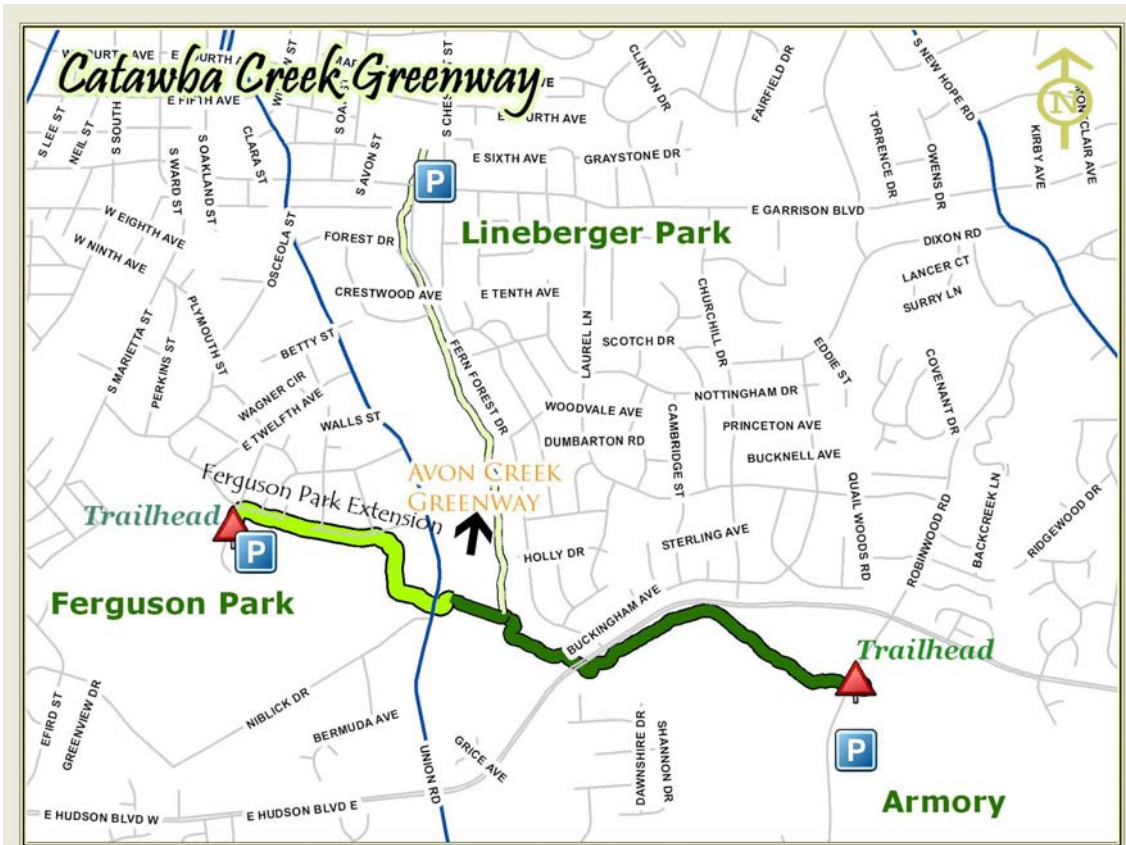 Catawba Creek Greenway
E FIFTH AVE
S LEE ST
NEIL ST
S SOUTH
S WARD ST
S OAKLAND ST
CLARA ST
S AVON ST
CLINTON DR
FAIRFIELD DR
S NEW HOPE RD
N
KIRBY AVE
TORRENCE DR
OWENS DR
P
E SIXTH AVE
GRAYSTONE DR
E GARRISON BLVD
Lineberger Park
W EIGHTH AVE
W NINTH AVE
OSCEOLA ST
FOREST DR
DIXON RD
LANCER CT
SURRY LN
CRESTWOOD AVE
E TENTH AVE
CHURCHILL DR
PLYMOUTH ST
S MARIETTA ST
PERKINS ST
BETTY ST
FERN FOREST DR
LAUREL LN
SCOTCH DR
EDDIE ST
COVENANT DR
WAGNER CIR
E TWELFTH AVE
WALLS ST
WOODVALE AVE
NOTTINGHAM DR
DUMBARTON RD
CAMBRIDGE ST
PRINCETON AVE
BUCKNELL AVE
AVON CREEK
GREENWAY
Ferguson Park Extension
Trailhead
P
QUAIL WOODS RD
ROBINWOOD RD
BACKCREEK LN
RIDGEWOOD DR
STERLING AVE
HOLLY DR
Ferguson Park
BUCKINGHAM AVE
Trailhead
P
Armory
EFIRD ST
GREENVIEW DR
NIBLICK DR
BERMUDA AVE
UNION RD
GRICE AVE
DAWNSHIRE DR
SHANNON DR
E HUDSON BLVD W
E HUDSON BLVD E